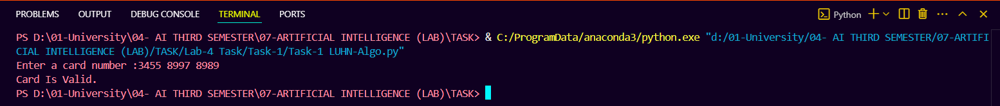 PROBLEMS OUTPUT DEBUG CONSOLE TERMINAL PORTS Python
PS D:\01-University\04- AI THIRD SEMESTER\07-ARTIFICIAL INTELLIGENCE (LAB)\TASK> & C:/ProgramData/anaconda3/python.exe "d:/01-University/04- AI THIRD SEMESTER/07-ARTIFI
CIAL INTELLIGENCE (LAB)/TASK/Lab-4 Task/Task-1/Task-1 LUHN-Algo.py"
Enter a card number :3455 8997 8989
Card Is Valid.
PS D:\01-University\04- AI THIRD SEMESTER\07-ARTIFICIAL INTELLIGENCE (LAB)\TASK>